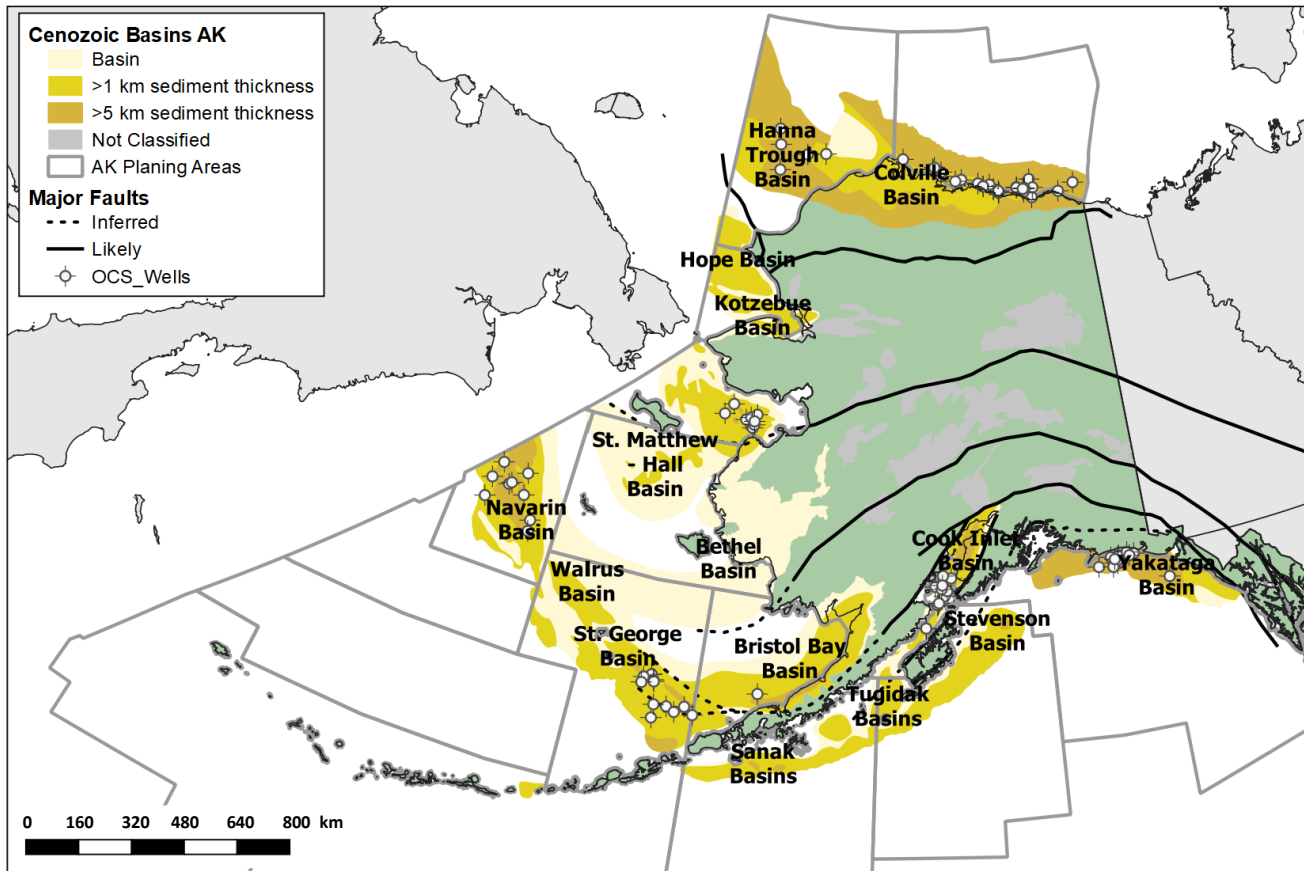 Cenozoic Basins AK
Basin
>1 km sediment thickness
>5 km sediment thickness
Not Classified
AK Planing Areas
Major Faults
Inferred
Likely
OCS_Wells
Hanna
Trough
Basin
Colville
Basin
Hope Basin
Kotzebue
Basin
St. Matthew
- Hall
Basin
Navarin
Basin
Bethel
Basin
Walrus
Basin
Cook Inlet
Basin
Yakataga
Basin
St. George
Basin
Bristol Bay
Basin
Stevenson
Basin
Tugidak
Basins
Sanak
Basins
0 160 320 480 640 800 km